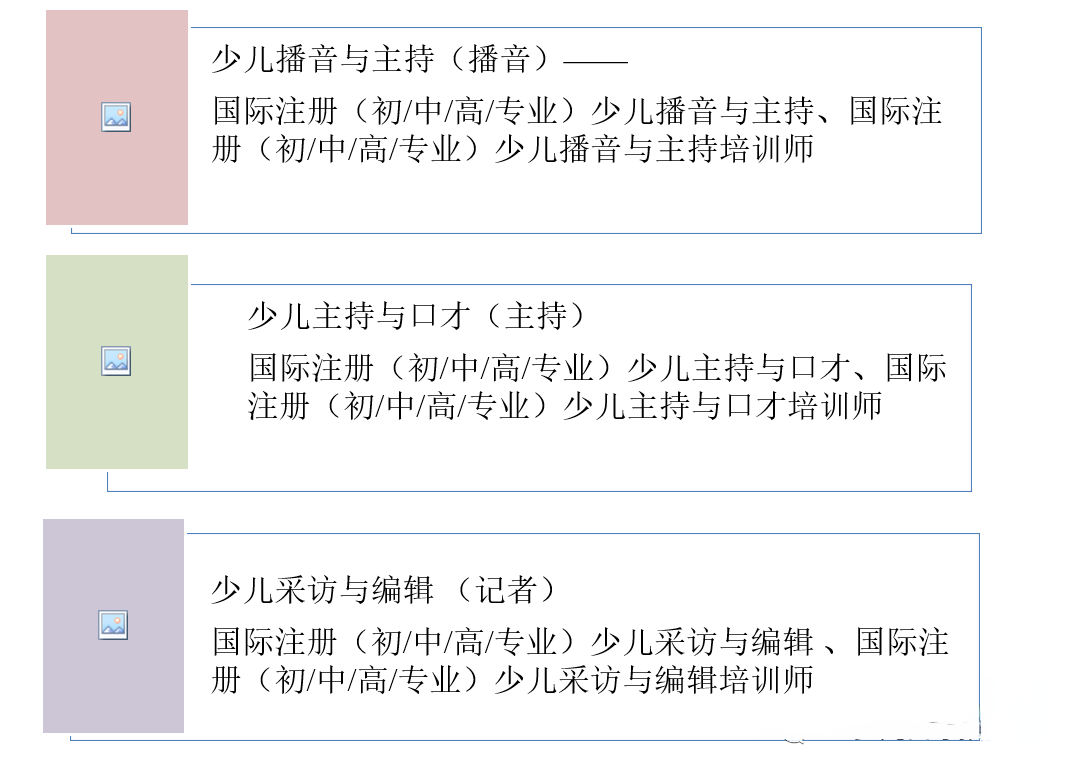 少儿播音与主持（播音）——
国际注册（初/中/高/专业）少儿播音与主持、国际注
册（初/中/高/专业）少儿播音与主持培训师
少儿主持与口才（主持）
国际注册（初/中/高/专业）少儿主持与口才、国际
注册（初/中/高/专业）少儿主持与口才培训师
少儿采访与编辑 （记者）
国际注册（初/中/高/专业）少儿采访与编辑 、国际注
册（初/中/高/专业）少儿采访与编辑培训师